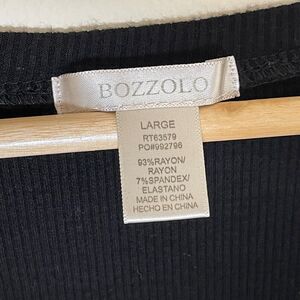 BOZZOLO
LARGE
RT63579
PO#992796
93%RAYON/
RAYON
7%SPANDEX/
ELASTANO
MADE IN CHINA
HECHO EN CHINA